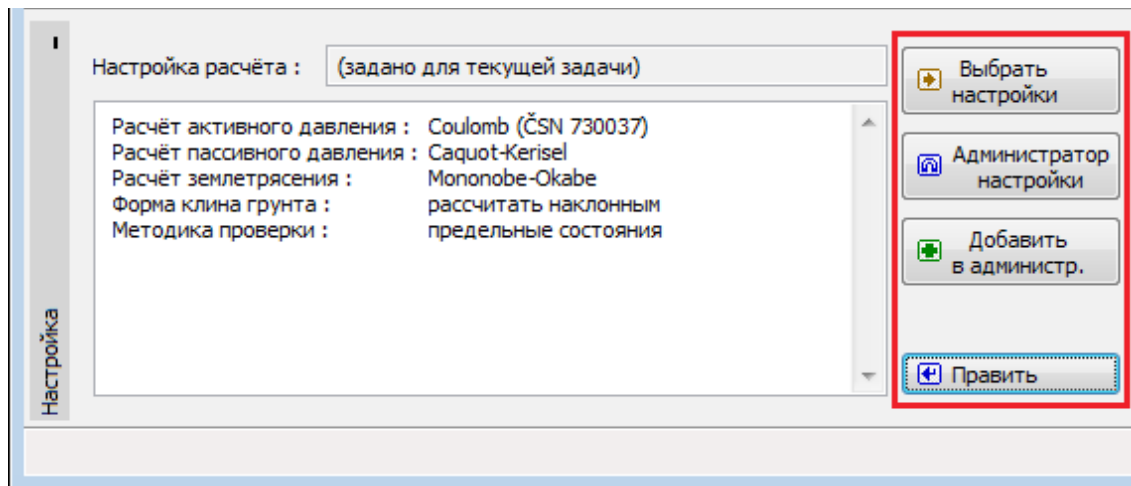 Настройка расчёта : (задано для текущей задачи)
Расчёт активного давления : Coulomb (ČSN 730037)
Расчёт пассивного давления : Caquot-Kerisel
Расчёт землетрясения : Mononobe-Okabe
Форма клина грунта : рассчитать наклонным
Методика проверки : предельные состояния
Выбрать
настройки
Администратор
настройки
Добавить
в администр.
Править
Настройка